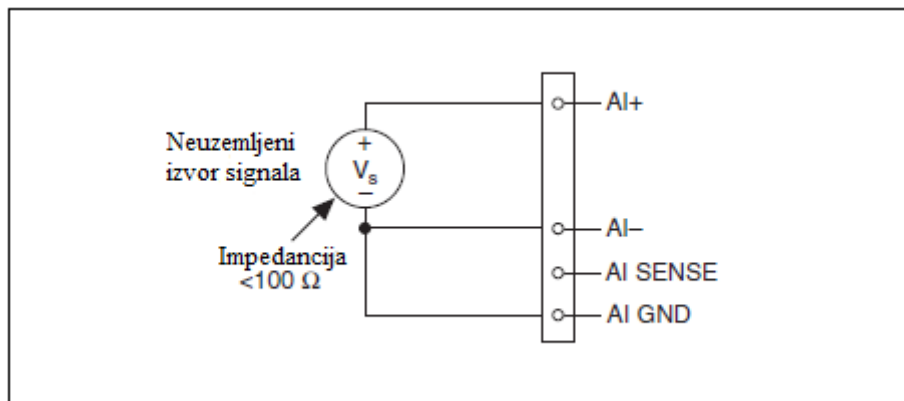 AI+
Neuzemljeni
izvor signala
+
Vs
−
AI−
Impedancija
<100 Ω
AI SENSE
AI GND